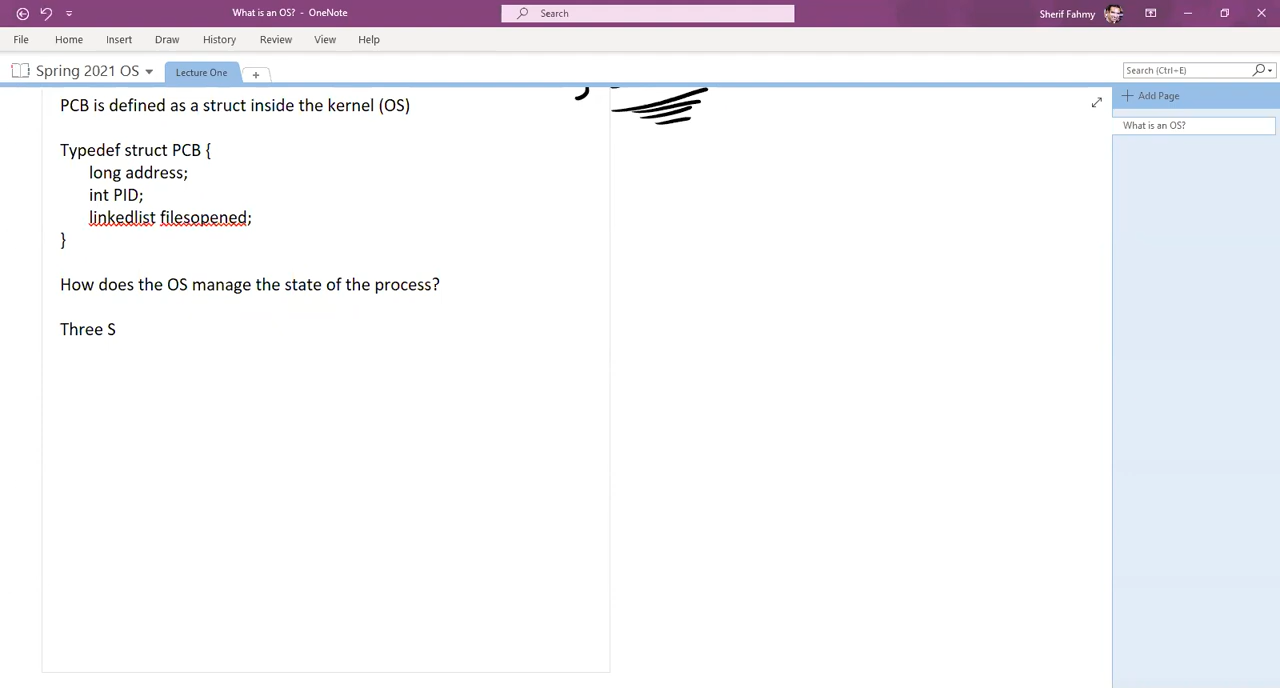 What is an OS? - OneNote
Search
Sherif Fahmy
File Home Insert Draw History Review View Help
Spring 2021 OS
Lecture One
Search (Ctrl+E)
Add Page
What is an OS?
PCB is defined as a struct inside the kernel (OS)
Typedef struct PCB {
long address;
int PID;
linkedlist filesopened;
}
How does the OS manage the state of the process?
Three S